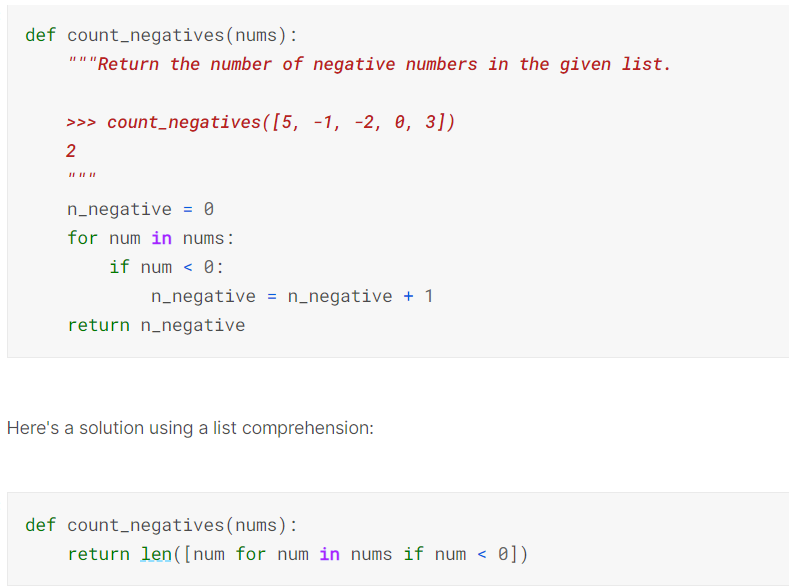 def count_negatives(nums):
    """Return the number of negative numbers in the given list.
    >>> count_negatives([5, -1, -2, 0, 3])
    2
    """
    n_negative = 0
    for num in nums:
        if num < 0:
            n_negative = n_negative + 1
    return n_negative
Here's a solution using a list comprehension:
def count_negatives(nums):
    return len([num for num in nums if num < 0])